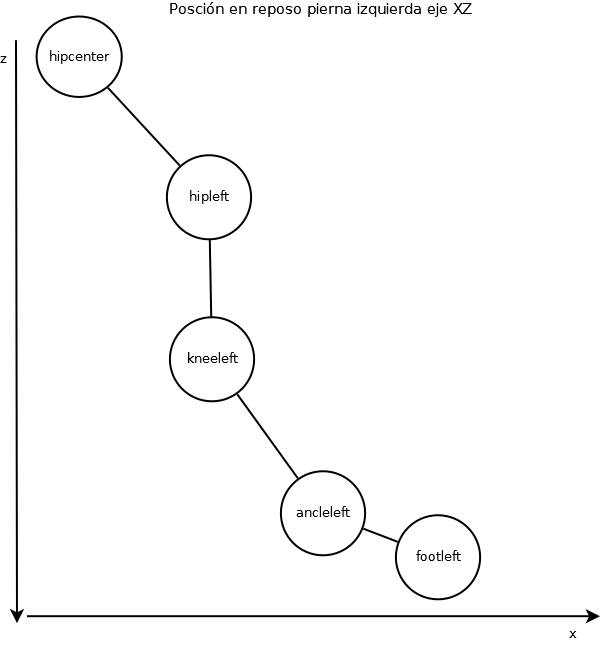 Posción en reposo pierna izquierda eje XZ
z
hipcenter
hipleft
kneeleft
ancleleft
footleft
x